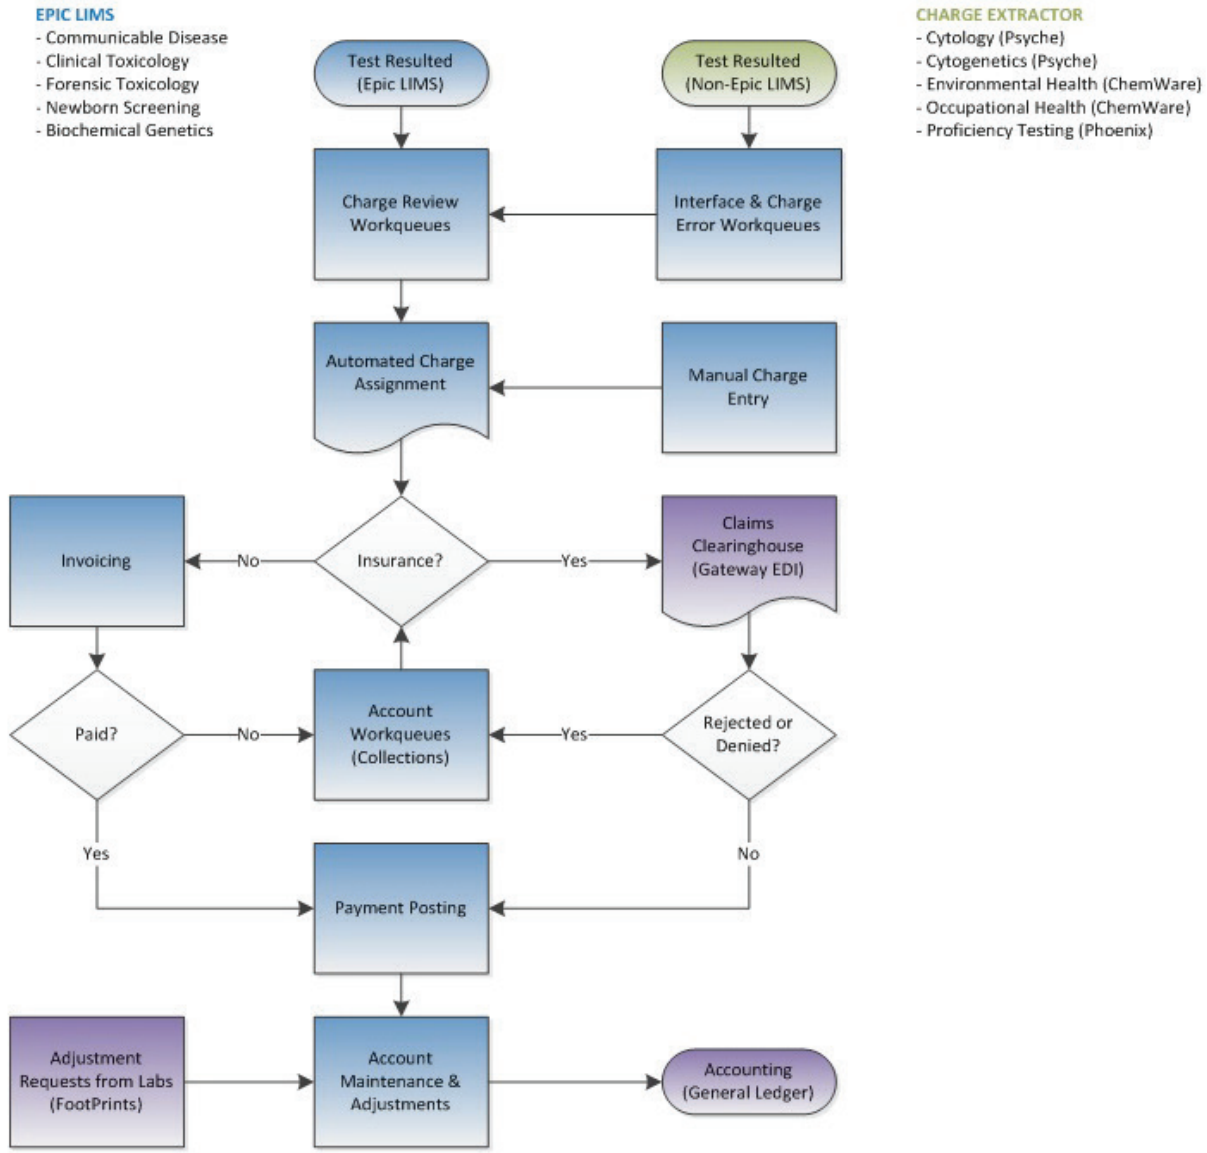 EPIC LIMS
- Communicable Disease
- Clinical Toxicology
- Forensic Toxicology
- Newborn Screening
- Biochemical Genetics
CHARGE EXTRACTOR
- Cytology (Psyche)
- Cytogenetics (Psyche)
- Environmental Health (ChemWare)
- Occupational Health (ChemWare)
- Proficiency Testing (Phoenix)
Test Resulted
(Epic LIMS)
Test Resulted
(Non-Epic LIMS)
Charge Review
Workqueues
Interface & Charge
Error Workqueues
Automated Charge
Assignment
Manual Charge
Entry
Invoicing
No
Insurance?
Yes
Claims
Clearinghouse
(Gateway EDI)
Paid?
No
Account
Workqueues
(Collections)
Yes
Rejected or
Denied?
Yes
No
Payment Posting
Adjustment
Requests from Labs
(FootPrints)
Account
Maintenance &
Adjustments
Accounting
(General Ledger)